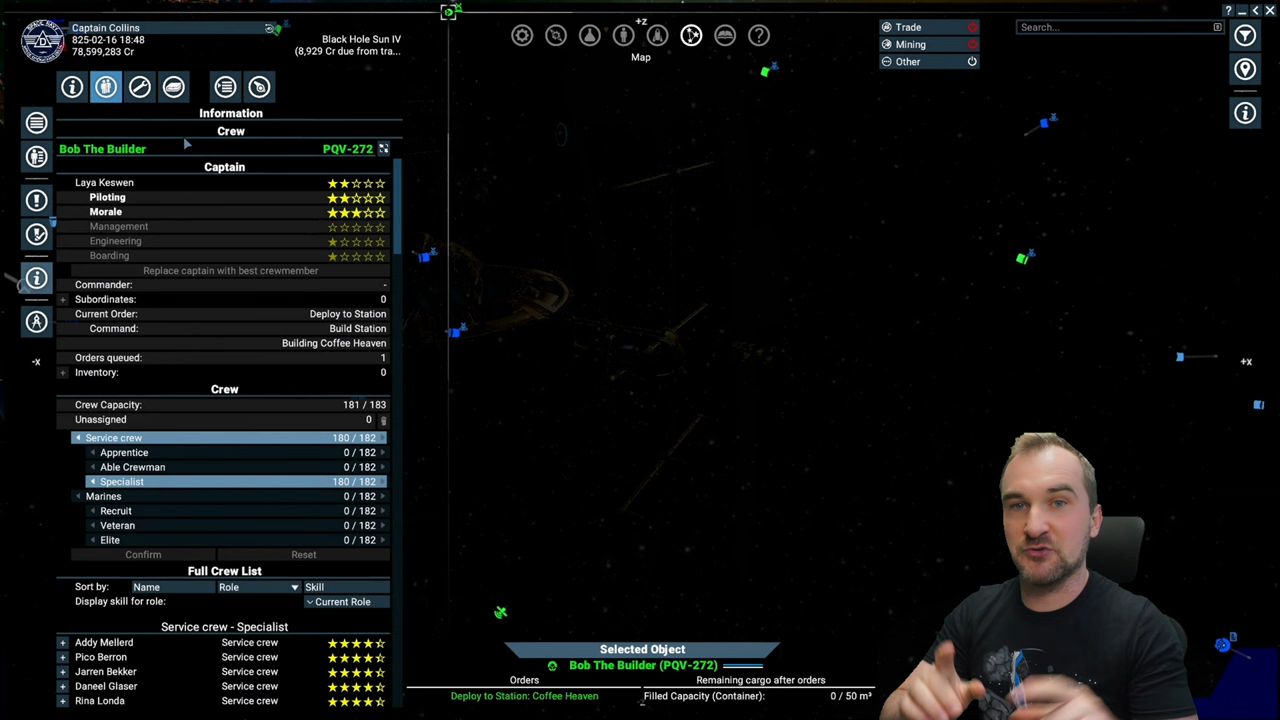 Captain Collins
825-02-16 18:48
78,599,283 Cr
Black Hole Sun IV
(8,929 Cr due from tra...
+Z
Map
Trade
Mining
Other
Search...
Information
Crew
Bob The Builder PQV-272
Captain
Laya Keswen
Piloting
Morale
Management
Engineering
Boarding
Replace captain with best crewmember
Commander: -
Subordinates: 0
Current Order: Deploy to Station
Command: Build Station
Building Coffee Heaven
Orders queued: 1
Inventory: 0
-X
+X
Crew
Crew Capacity: 181 / 183
Unassigned 0
Service crew 180 / 182
Apprentice 0 / 182
Able Crewman 0 / 182
Specialist 180 / 182
Marines 0 / 182
Recruit 0 / 182
Veteran 0 / 182
Elite 0 / 182
Confirm Reset
Full Crew List
Sort by: Name Role Skill
Display skill for role: Current Role
Service crew - Specialist
Addy Mellerd Service crew
Pico Berron Service crew
Jarren Bekker Service crew
Daneel Glaser Service crew
Rina Londa Service crew
Selected Object
Bob The Builder (PQV-272)
Orders Remaining cargo after orders
Deploy to Station: Coffee Heaven Filled Capacity (Container): 0 / 50 m³